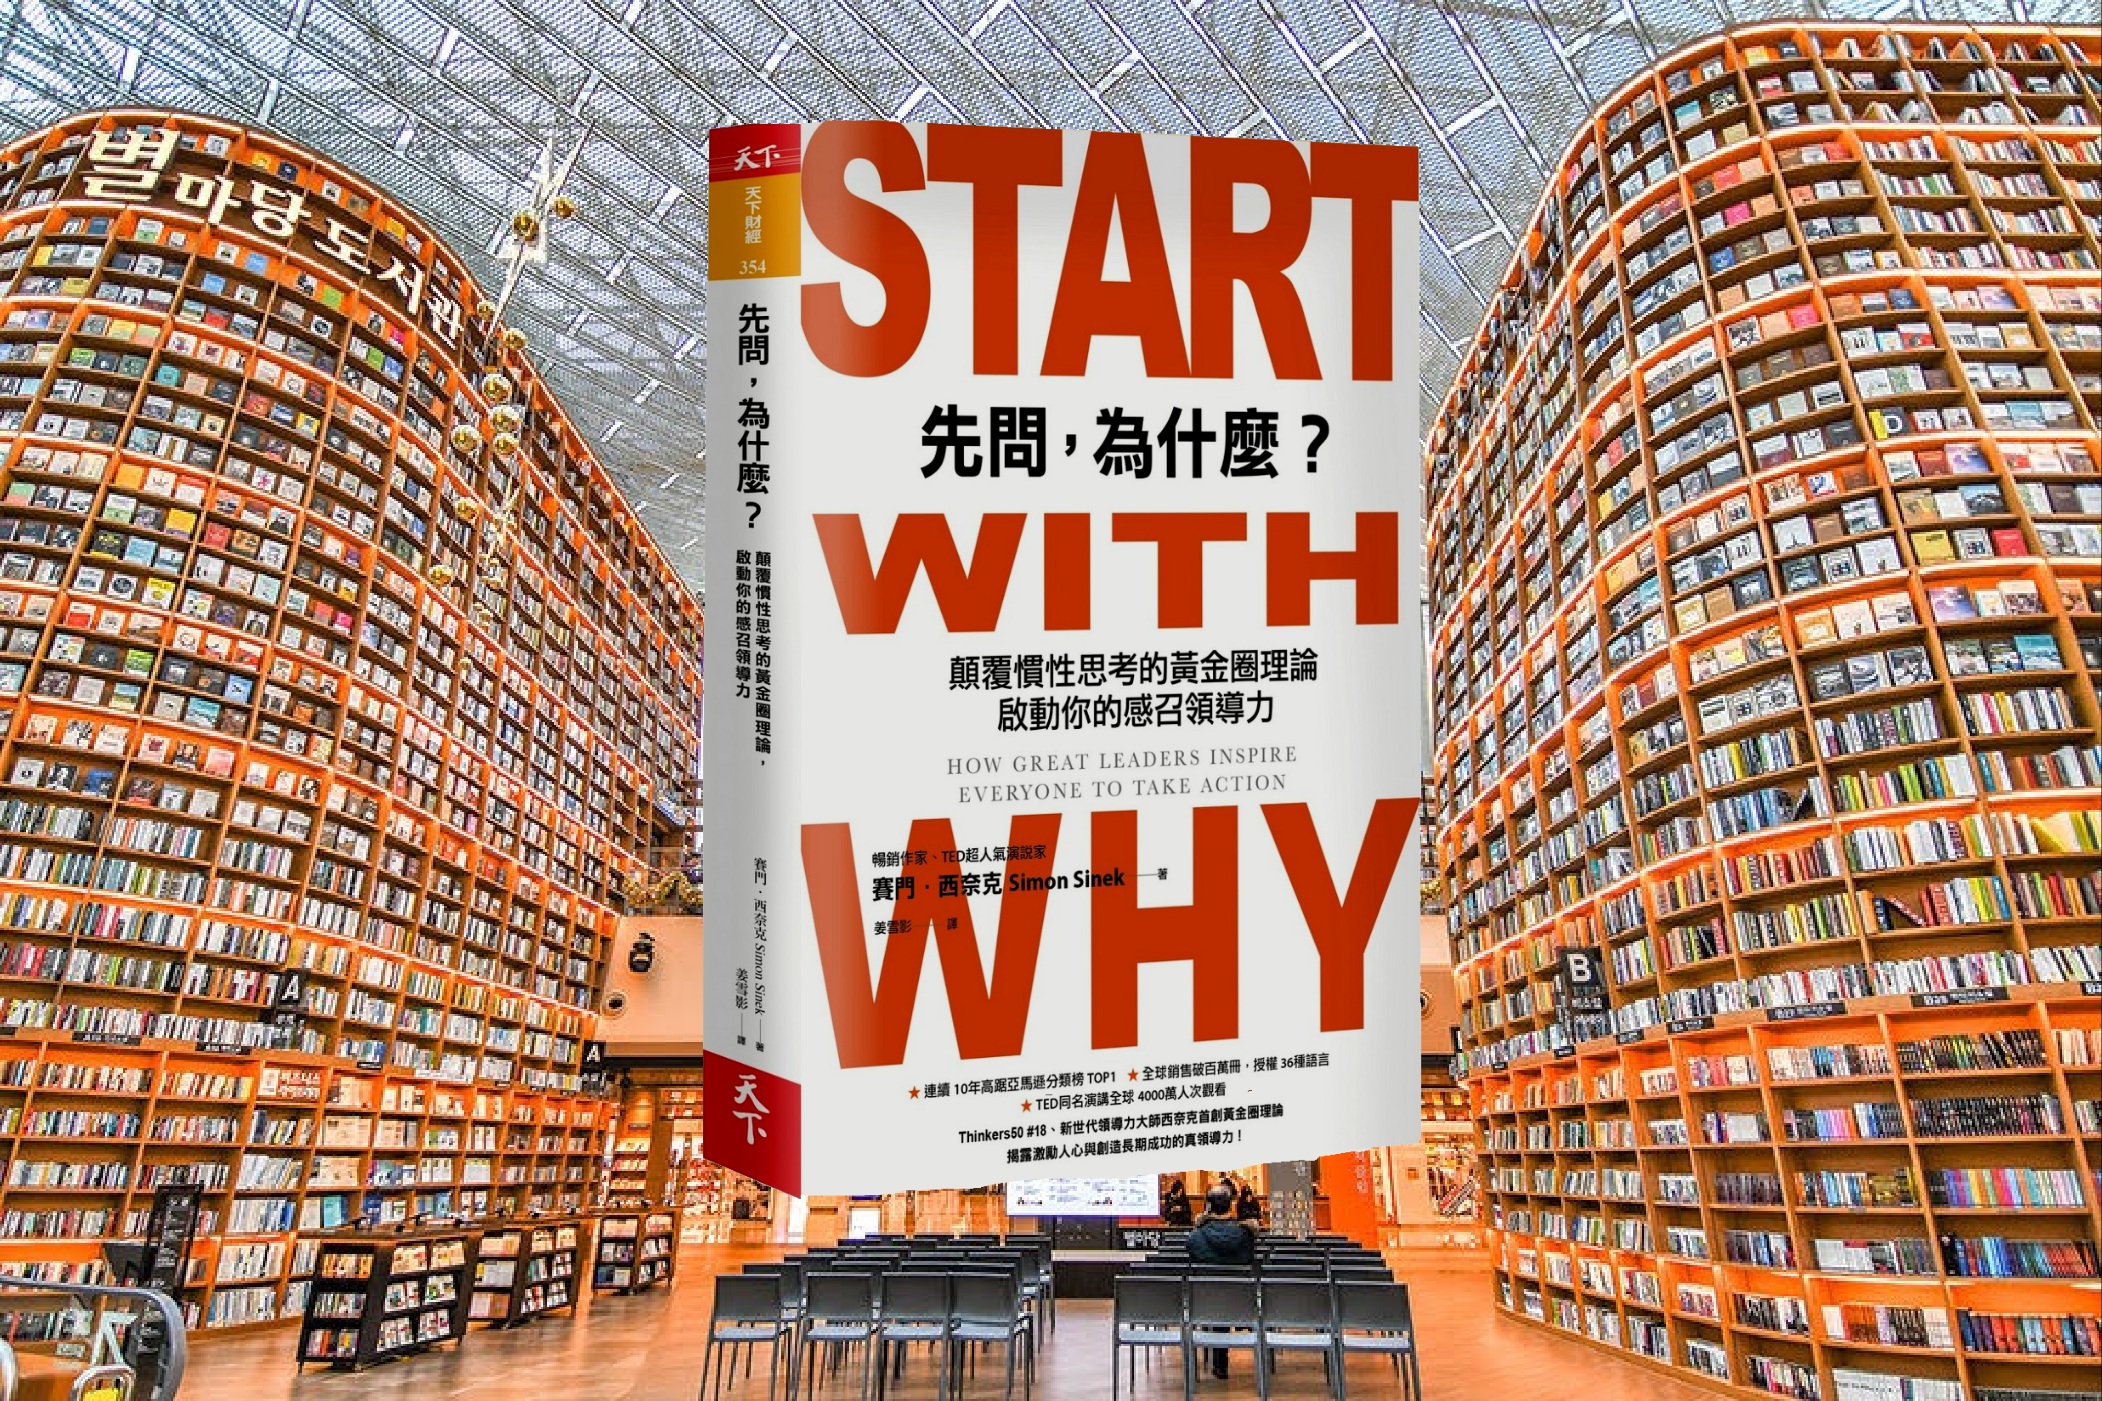 별마당 도서관
天下
天下財經
354
先問，為什麼？
顛覆慣性思考的黃金圈理論，
啟動你的感召領導力
賽門．西奈克 Simon Sinek——著
姜雪影——譯
天下
START
先問，為什麼？
WITH
顛覆慣性思考的黃金圈理論
啟動你的感召領導力
HOW GREAT LEADERS INSPIRE
EVERYONE TO TAKE ACTION
WHY
暢銷作家、TED超人氣演說家
賽門．西奈克 Simon Sinek——著
姜雪影——譯
★ 連續 10年高踞亞馬遜分類榜 TOP1 ★ 全球銷售破百萬冊，授權 36種語言
★ TED同名演講全球 4000萬人次觀看
Thinkers50 #18、新世代領導力大師西奈克首創黃金圈理論
揭露激勵人心與創造長期成功的真領導力！
A
A
B
별마당